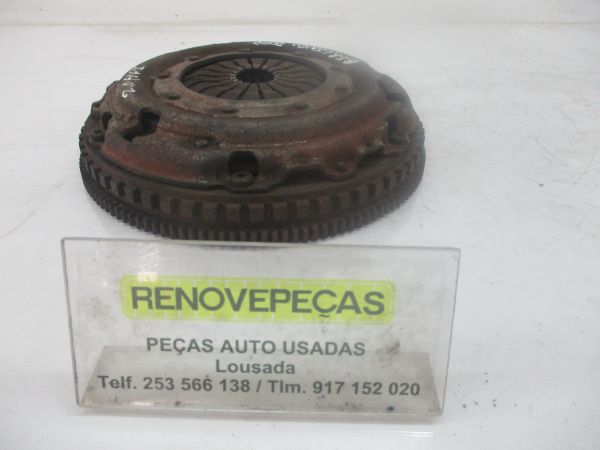 RENOVEPEÇAS
PEÇAS AUTO USADAS
Lousada
Telf. 253 566 138 / Tlm. 917 152 020